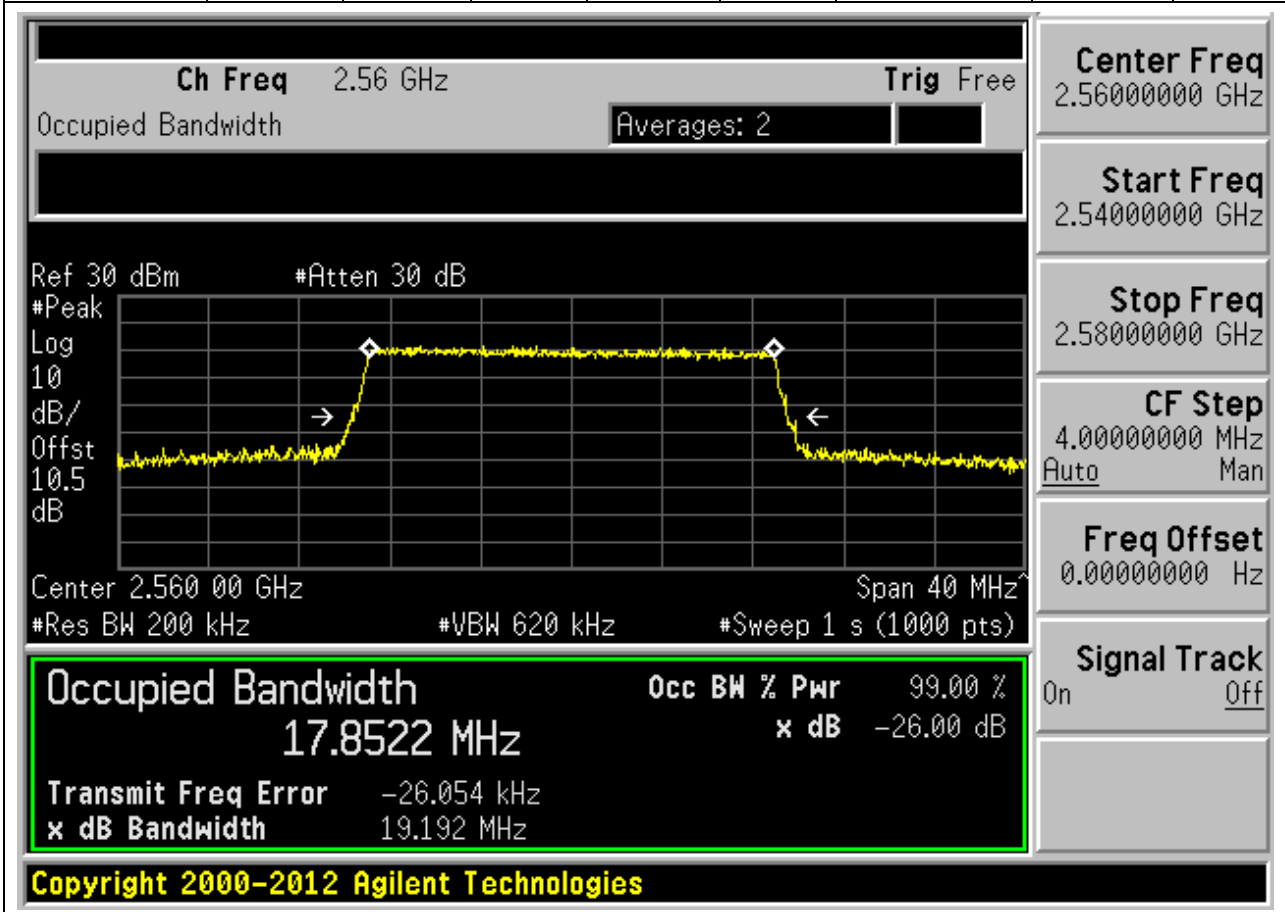 Ch Freq 2.56 GHz Trig Free
Occupied Bandwidth Averages: 2
Ref 30 dBm #Atten 30 dB
#Peak
Log
10
dB/
Offst
10.5
dB
Center 2.560 00 GHz Span 40 MHz^
#Res BW 200 kHz #VBW 620 kHz #Sweep 1 s (1000 pts)
Occupied Bandwidth Occ BW % Pwr 99.00 %
17.8522 MHz x dB -26.00 dB
Transmit Freq Error -26.054 kHz
x dB Bandwidth 19.192 MHz
Copyright 2000-2012 Agilent Technologies
Center Freq
2.56000000 GHz
Start Freq
2.54000000 GHz
Stop Freq
2.58000000 GHz
CF Step
4.00000000 MHz
Auto Man
Freq Offset
0.00000000 Hz
Signal Track
On Off